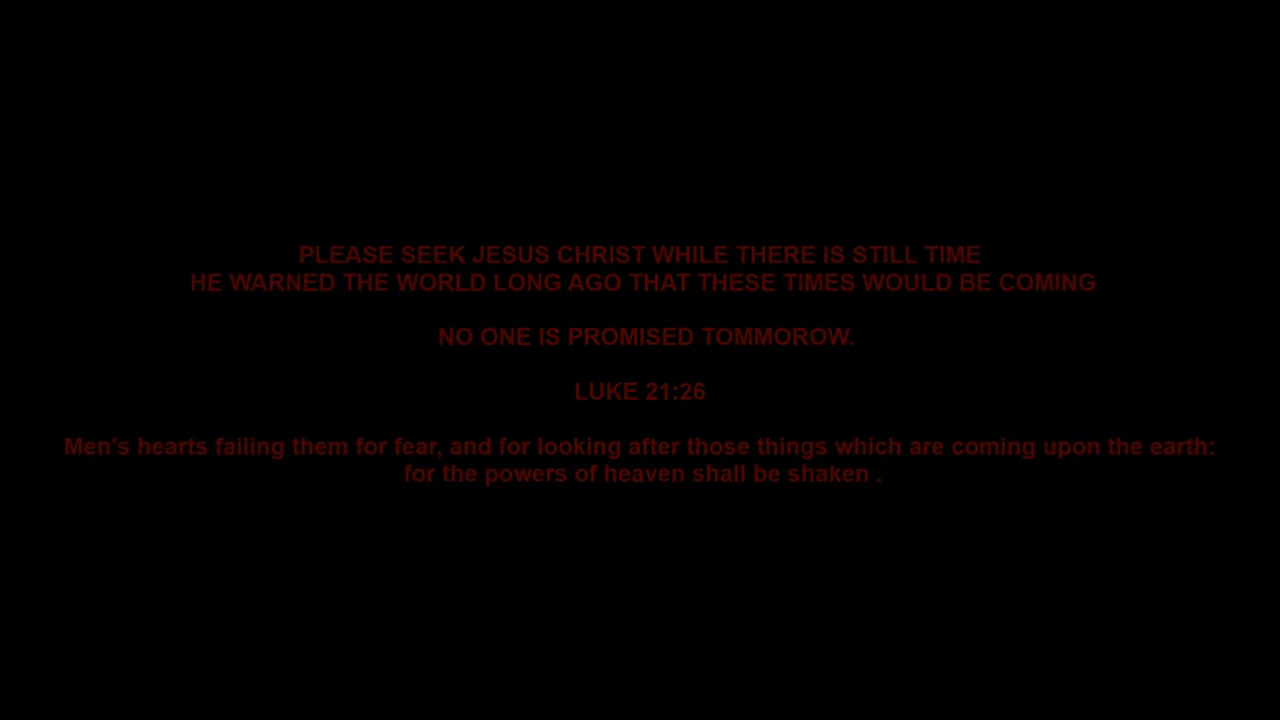 PLEASE SEEK JESUS CHRIST WHILE THERE IS STILL TIME
HE WARNED THE WORLD LONG AGO THAT THESE TIMES WOULD BE COMING
NO ONE IS PROMISED TOMMOROW.
LUKE 21:26
Men's hearts failing them for fear, and for looking after those things which are coming upon the earth:
for the powers of heaven shall be shaken .